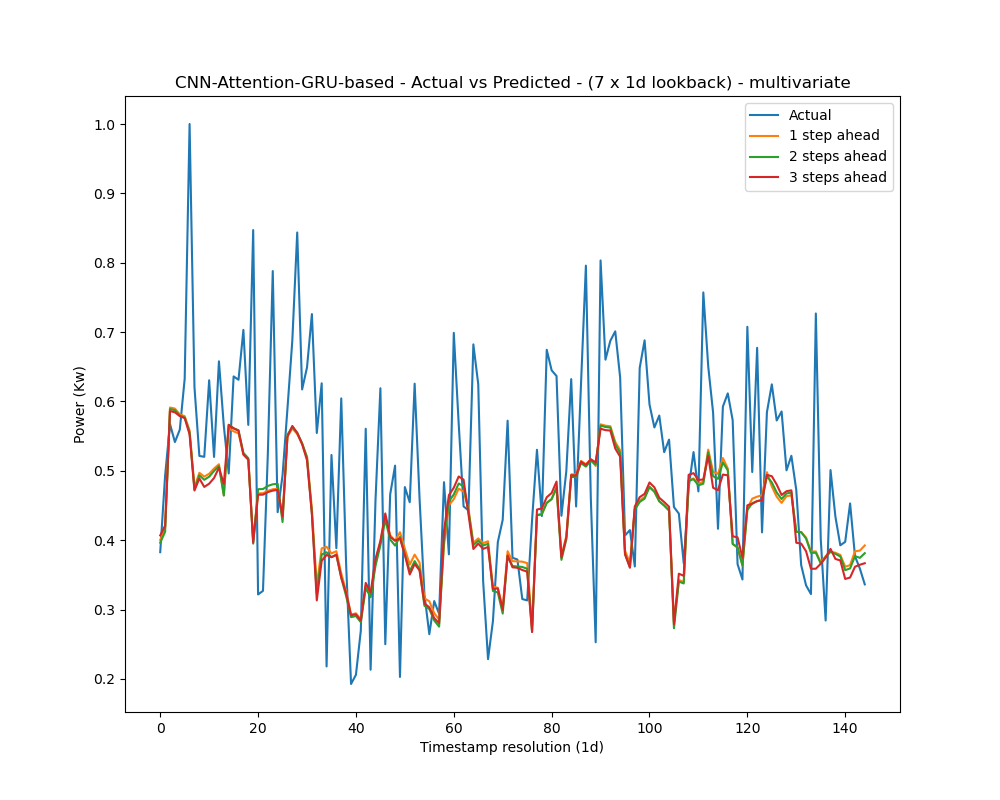 CNN-Attention-GRU-based - Actual vs Predicted - (7 x 1d lookback) - multivariate
Actual
1 step ahead
2 steps ahead
3 steps ahead
1.0
0.9
0.8
0.7
0.6
0.5
0.4
0.3
0.2
Power (Kw)
0 20 40 60 80 100 120 140
Timestamp resolution (1d)